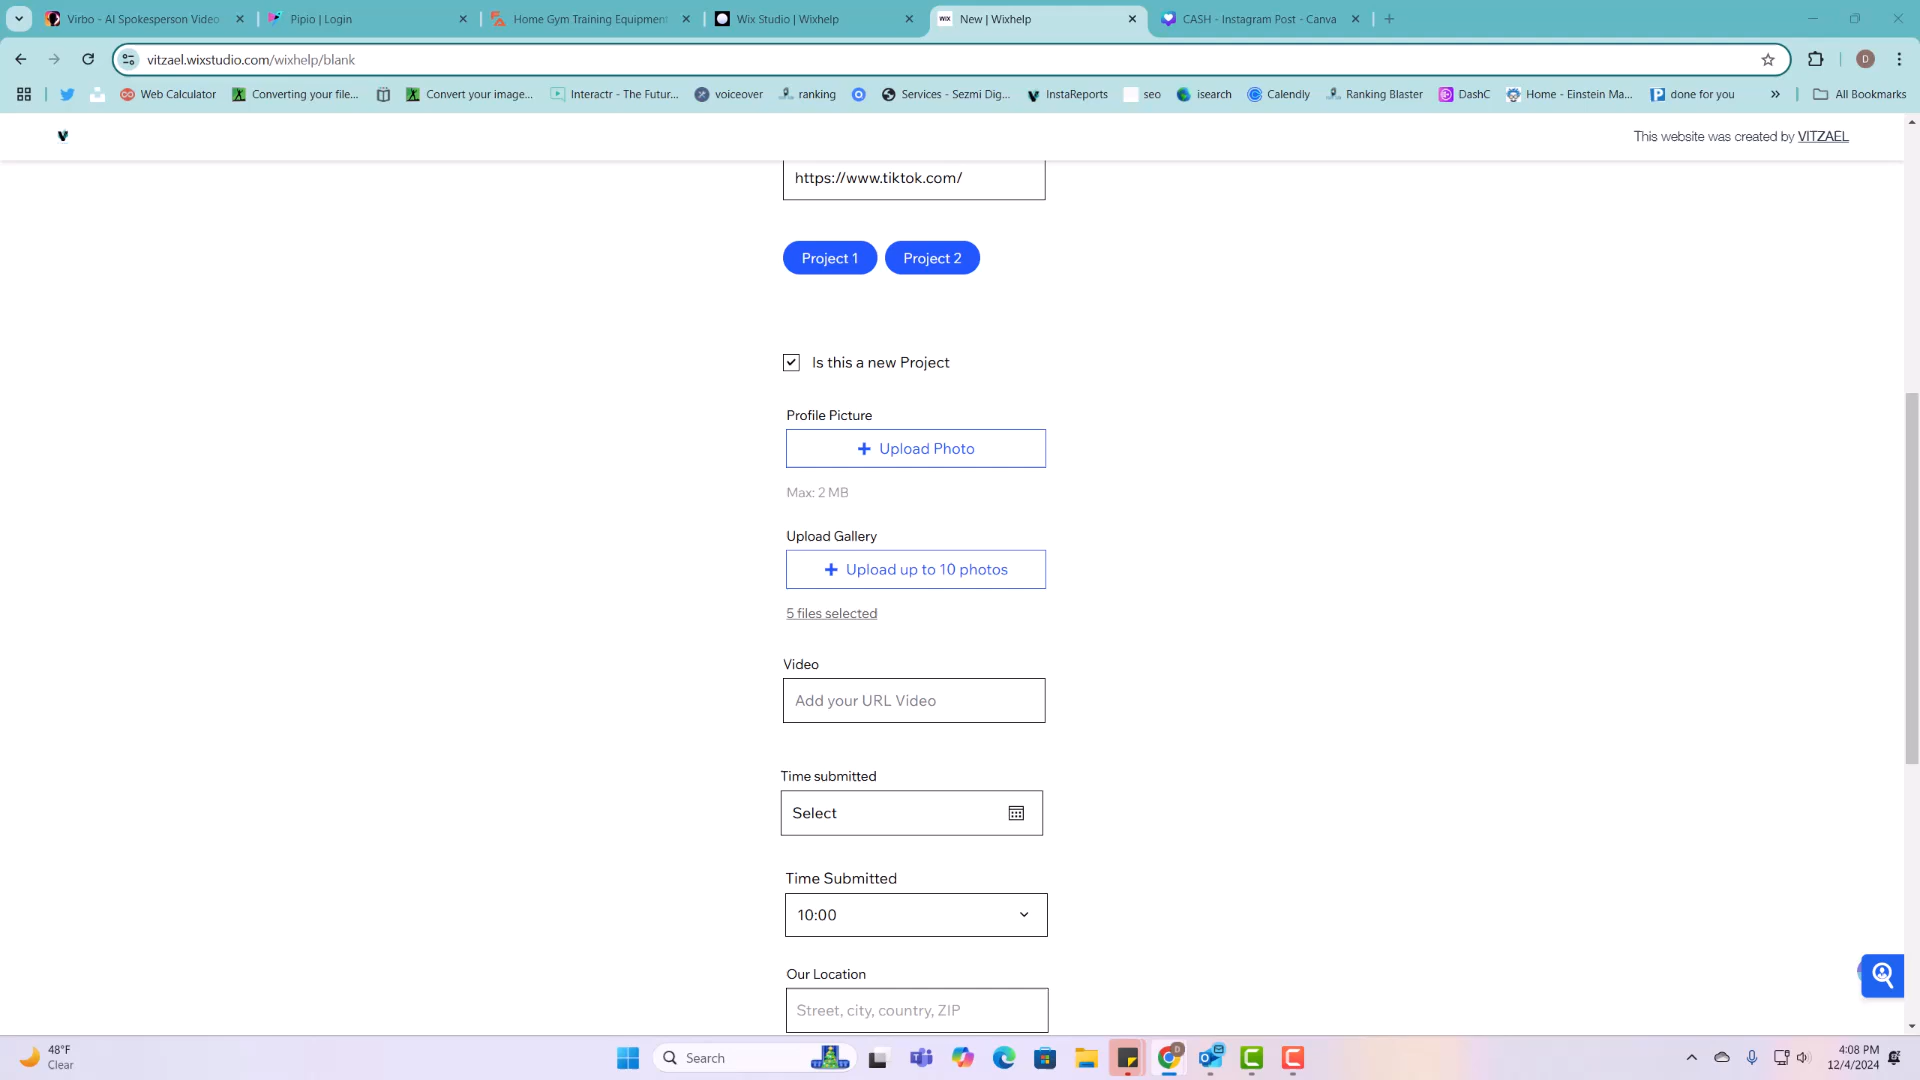 Virbo - AI Spokesperson Video
Pipio | Login
Home Gym Training Equipment
Wix Studio | Wixhelp
WIX New | Wixhelp
CASH - Instagram Post - Canva
vitzael.wixstudio.com/wixhelp/blank
D
Web Calculator
Converting your file...
Convert your image...
Interactr - The Futur...
voiceover
ranking
Services - Sezmi Dig...
InstaReports
seo
isearch
Calendly
Ranking Blaster
DashC
Home - Einstein Ma...
done for you
All Bookmarks
This website was created by VITZAEL
https://www.tiktok.com/
Project 1
Project 2
Is this a new Project
Profile Picture
+ Upload Photo
Max: 2 MB
Upload Gallery
+ Upload up to 10 photos
5 files selected
Video
Add your URL Video
Time submitted
Select
Time Submitted
10:00
Our Location
Street, city, country, ZIP
48°F
Clear
Search
4:08 PM
12/4/2024